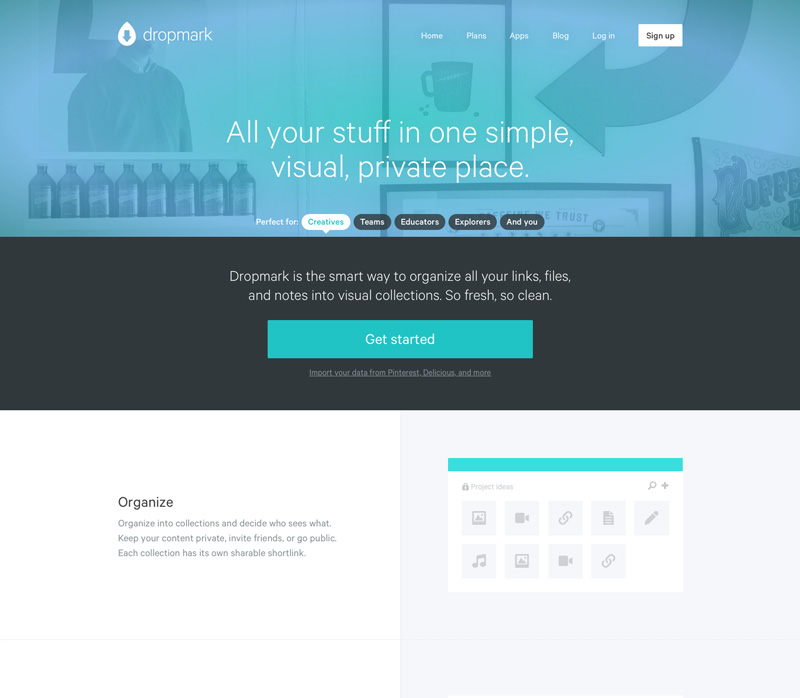 dropmark
Home Plans Apps Blog Log in Sign up
All your stuff in one simple,
visual, private place.
TRUST
Perfect for: Creatives Teams Educators Explorers And you
Dropmark is the smart way to organize all your links, files,
and notes into visual collections. So fresh, so clean.
Get started
Import your data from Pinterest, Delicious, and more
Project ideas
Organize
Organize into collections and decide who sees what.
Keep your content private, invite friends, or go public.
Each collection has its own sharable shortlink.